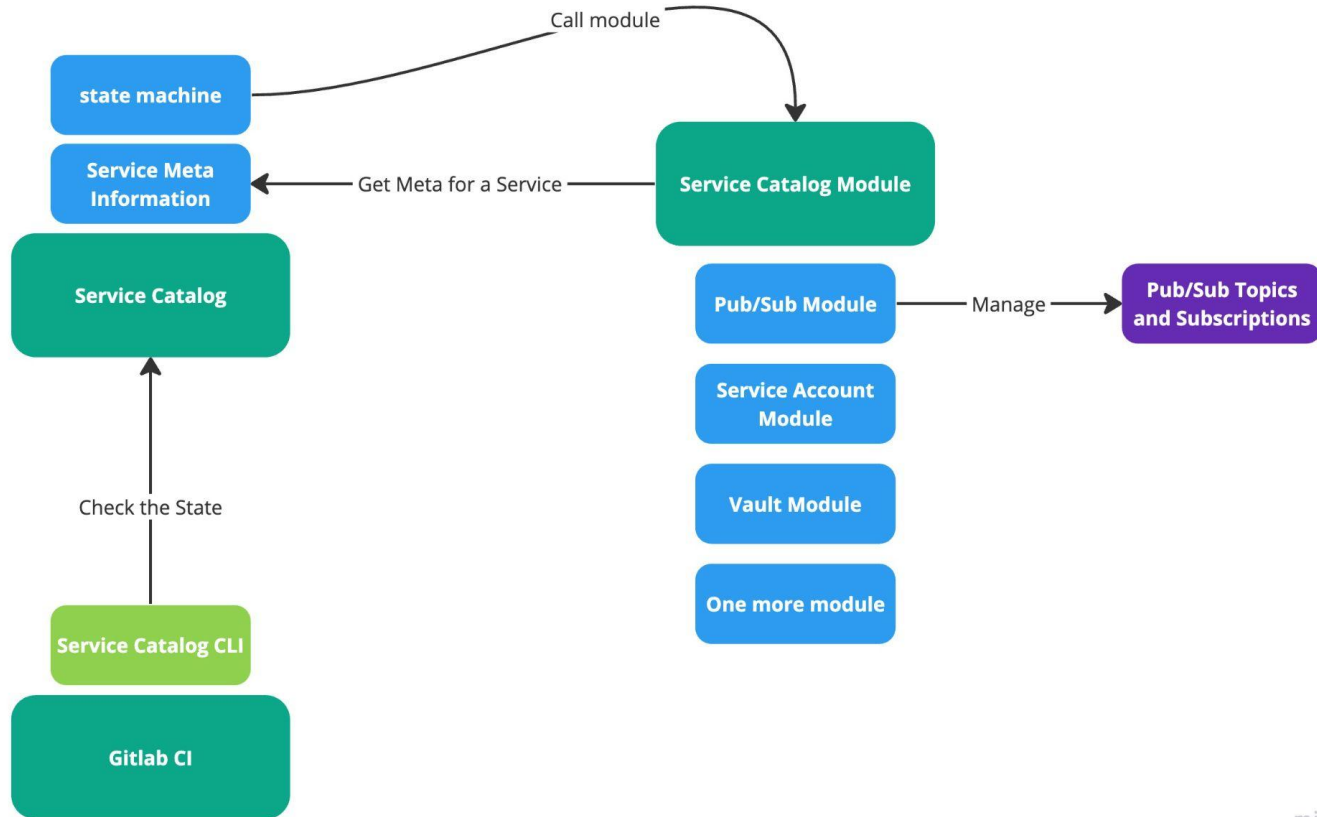 Call module
state machine
Service Meta
Information
Get Meta for a Service
Service Catalog Module
Service Catalog
Pub/Sub Module
Manage
Pub/Sub Topics
and Subscriptions
Service Account
Module
Check the State
Vault Module
One more module
Service Catalog CLI
Gitlab CI